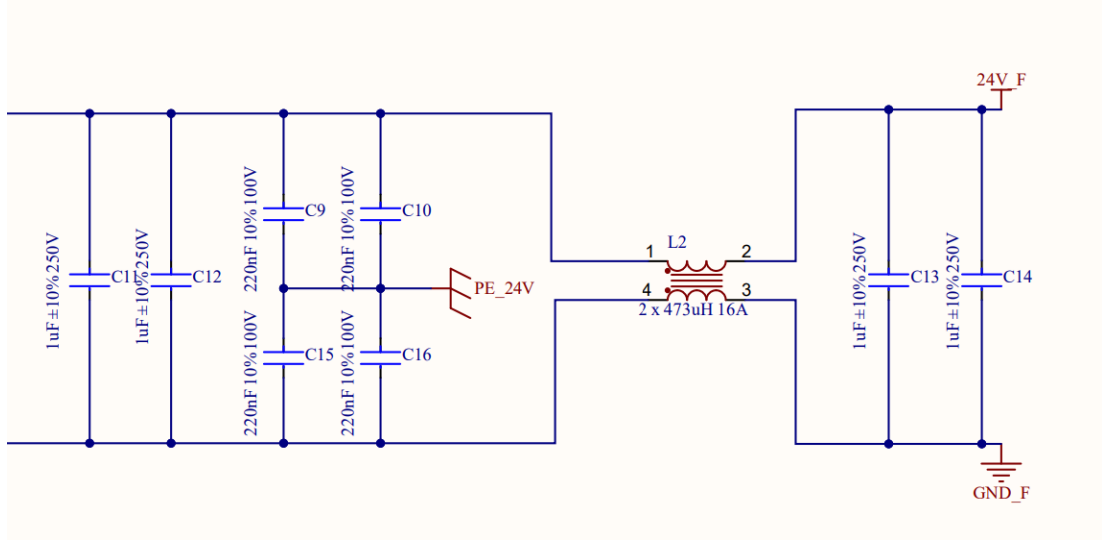 24V_F
220nF 10% 100V
C9
220nF 10% 100V
C10
1uF±10%250V
C11
1uF±10%250V
C12
PE_24V
L2
1
2
4
3
2 x 473uH 16A
1uF±10%250V
C13
1uF±10%250V
C14
220nF 10% 100V
C15
220nF 10% 100V
C16
GND_F